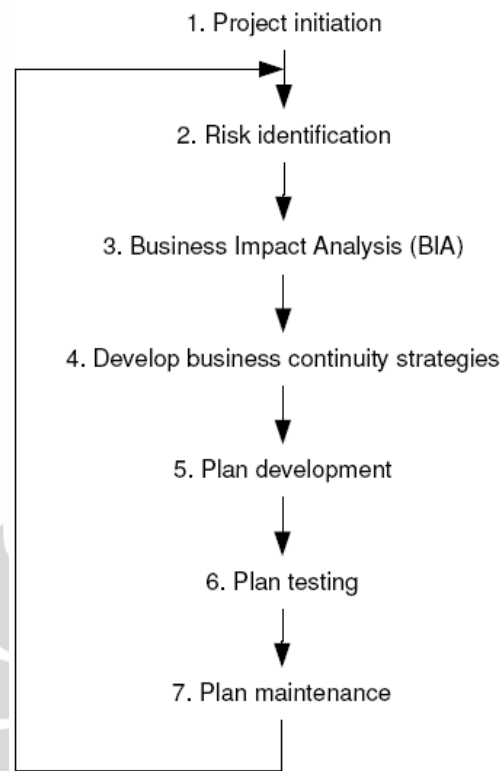 1. Project initiation
2. Risk identification
3. Business Impact Analysis (BIA)
4. Develop business continuity strategies
5. Plan development
6. Plan testing
7. Plan maintenance